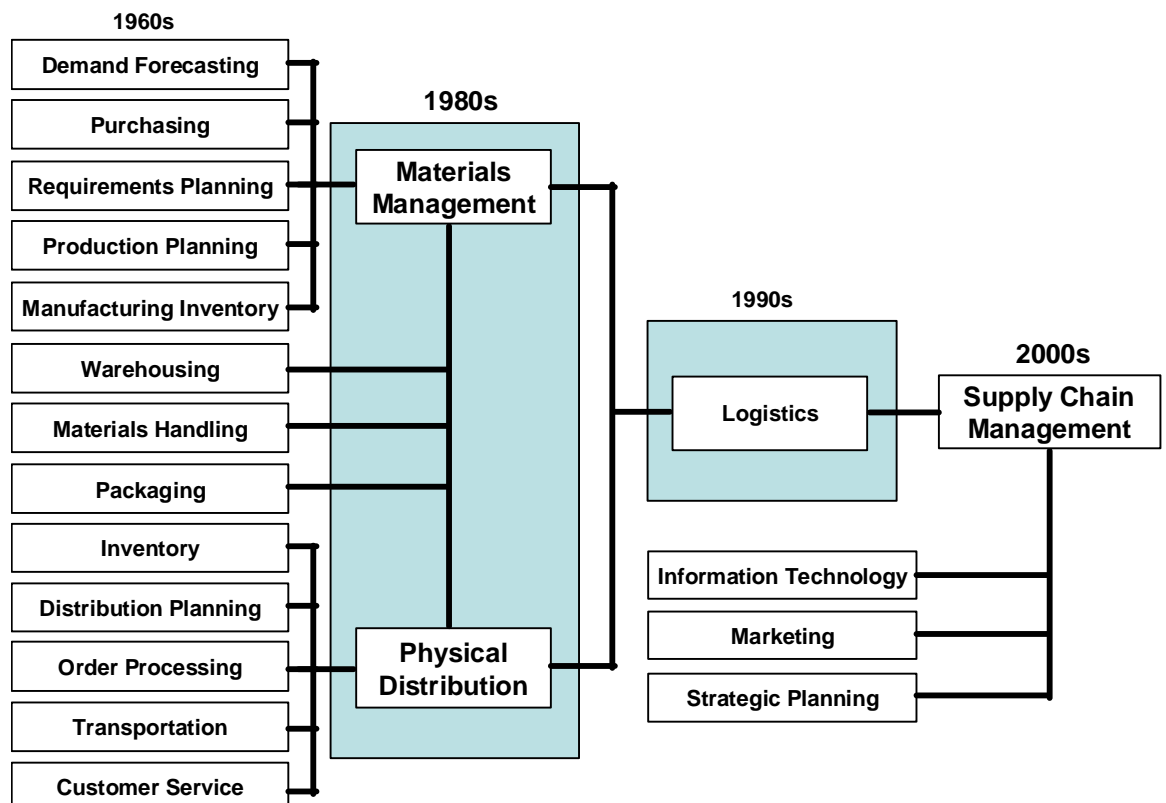 1960s
Demand Forecasting
Purchasing
Requirements Planning
Production Planning
Manufacturing Inventory
Warehousing
Materials Handling
Packaging
Inventory
Distribution Planning
Order Processing
Transportation
Customer Service
1980s
Materials
Management
Physical
Distribution
1990s
Logistics
2000s
Supply Chain
Management
Information Technology
Marketing
Strategic Planning